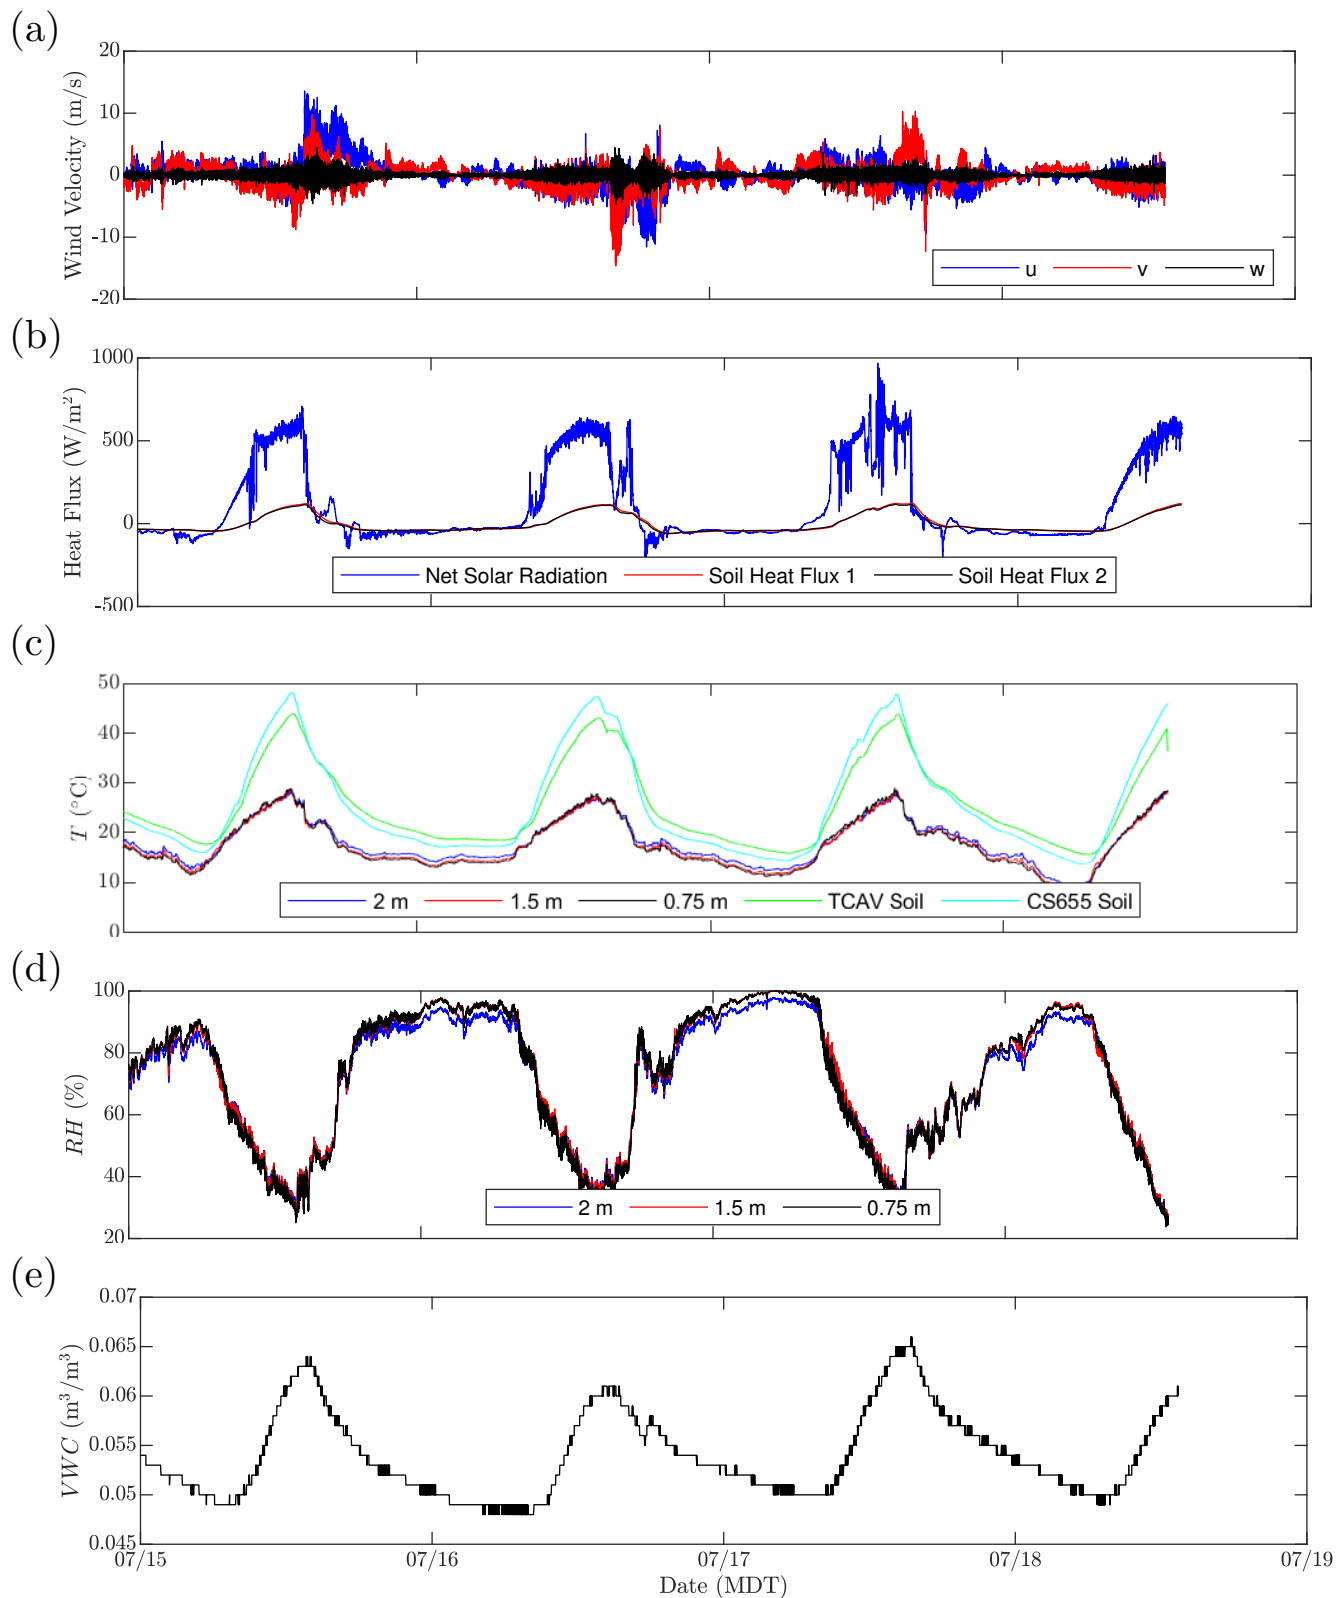 (a)
20
10
0
-10
-20
Wind Velocity (m/s)
u v w
(b)
1000
500
0
-500
Heat Flux (W/m²)
Net Solar Radiation Soil Heat Flux 1 Soil Heat Flux 2
(c)
50
40
30
20
10
0
T (°C)
2 m 1.5 m 0.75 m TCAV Soil CS655 Soil
(d)
100
80
60
40
20
RH (%)
2 m 1.5 m 0.75 m
(e)
0.07
0.065
0.06
0.055
0.05
0.045
VWC (m³/m³)
07/15 07/16 07/17 07/18 07/19
Date (MDT)